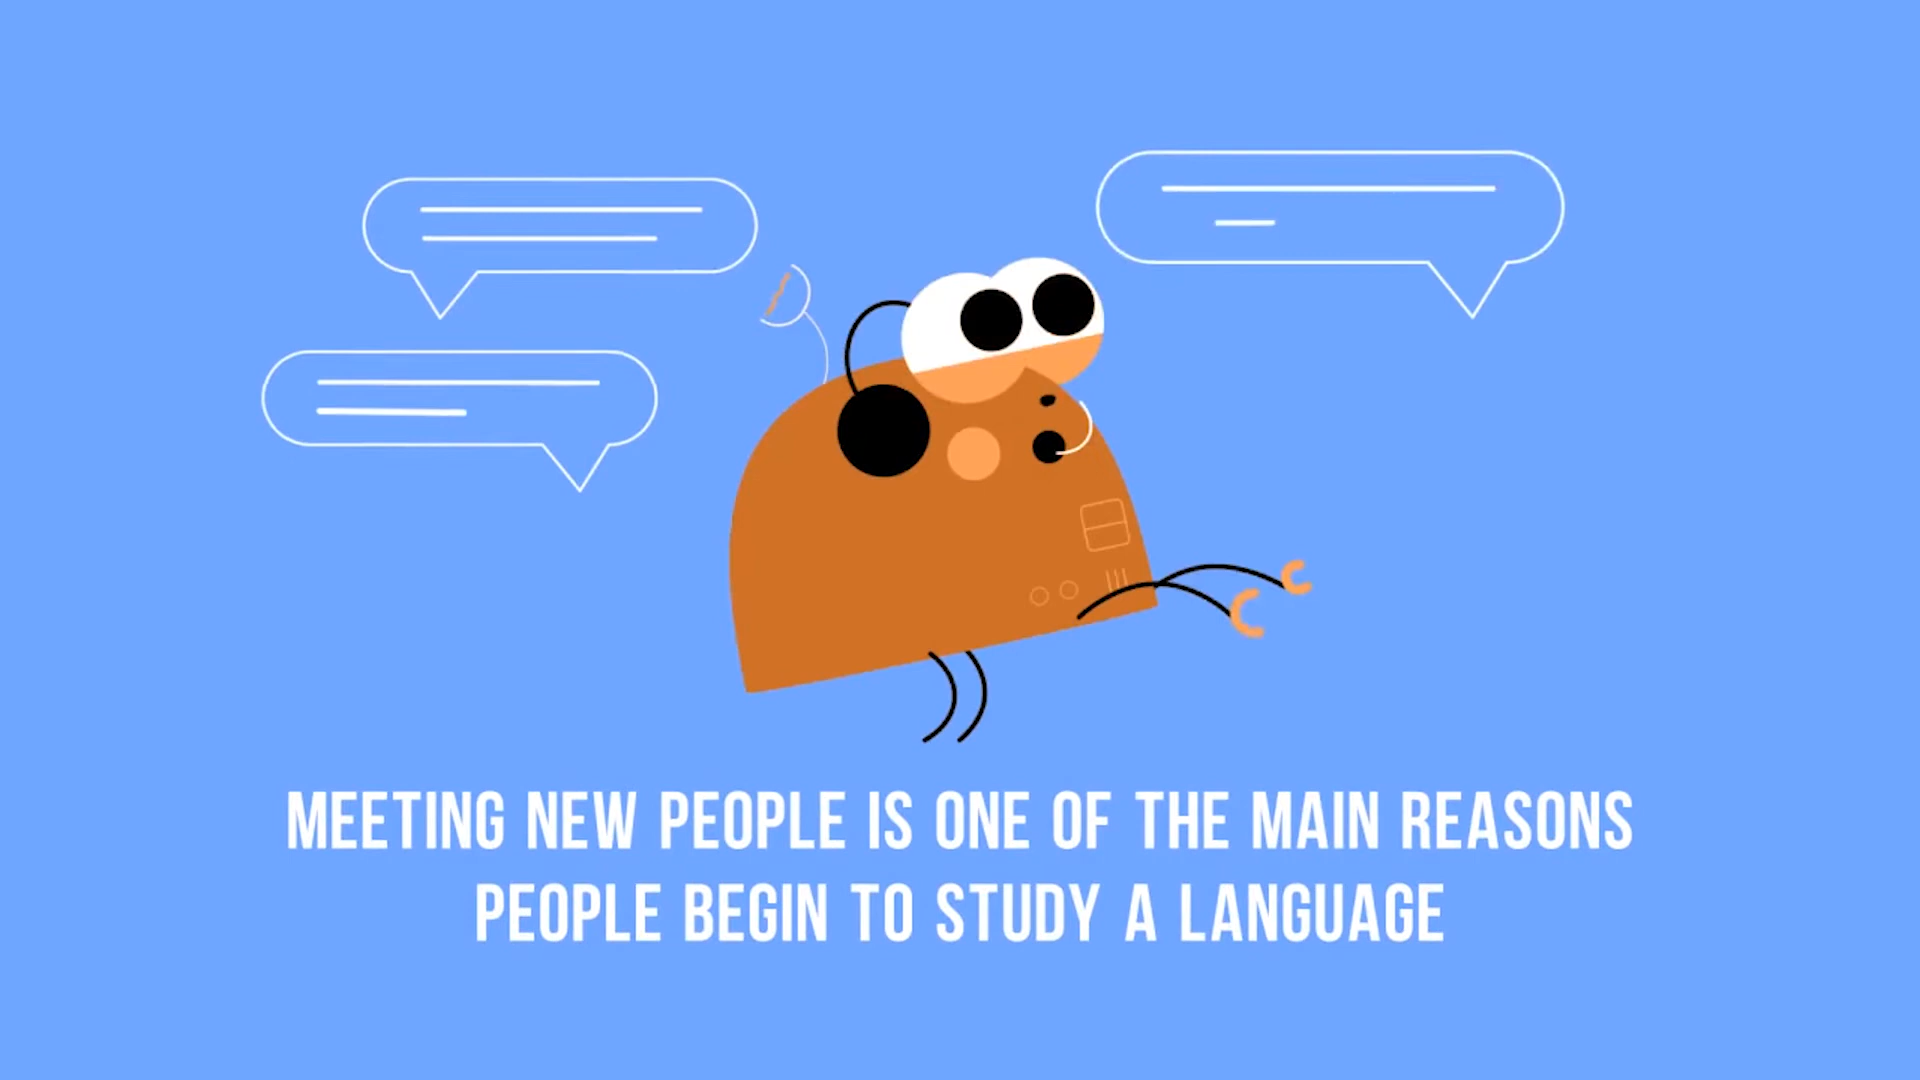 MEETING NEW PEOPLE IS ONE OF THE MAIN REASONS
PEOPLE BEGIN TO STUDY A LANGUAGE